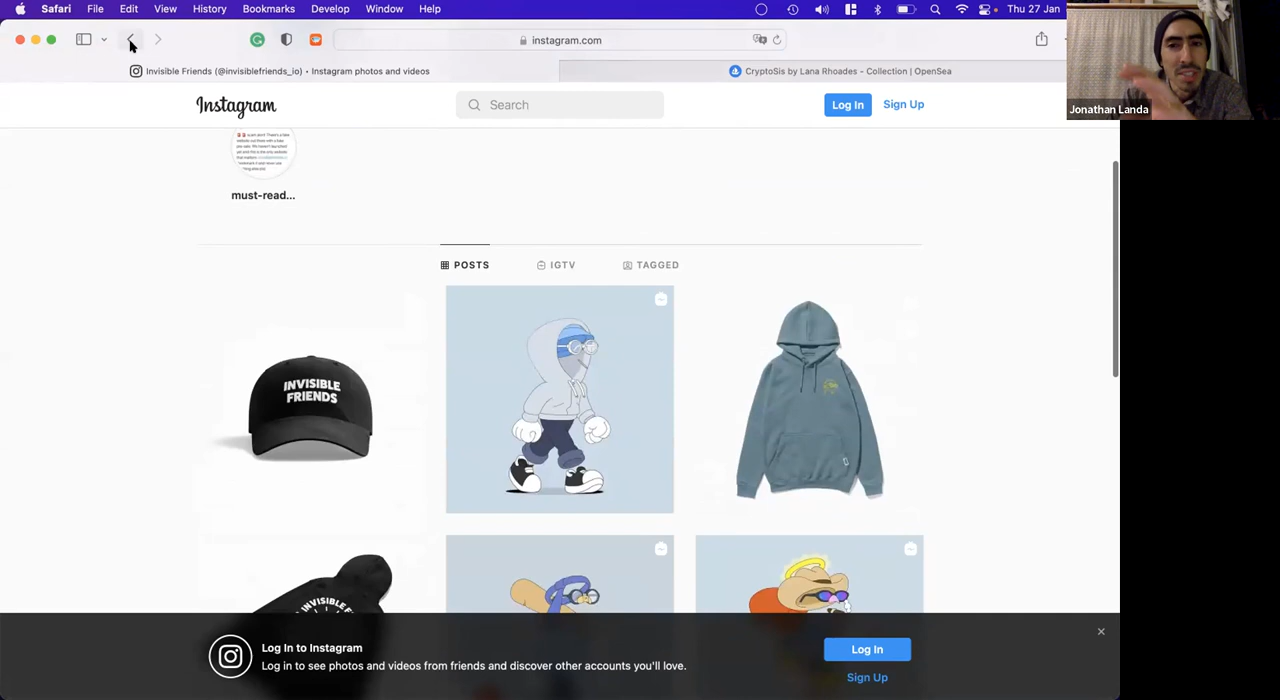 Safari File Edit View History Bookmarks Develop Window Help Thu 27 Jan
instagram.com
Invisible Friends (@invisiblefriends_io) • Instagram photos and videos
CryptoSis by Lana Rhoades - Collection | OpenSea
Jonathan Landa
Instagram
Search
Log In
Sign Up
must-read...
POSTS
IGTV
TAGGED
INVISIBLE
FRIENDS
Log In to Instagram
Log in to see photos and videos from friends and discover other accounts you'll love.
Log In
Sign Up